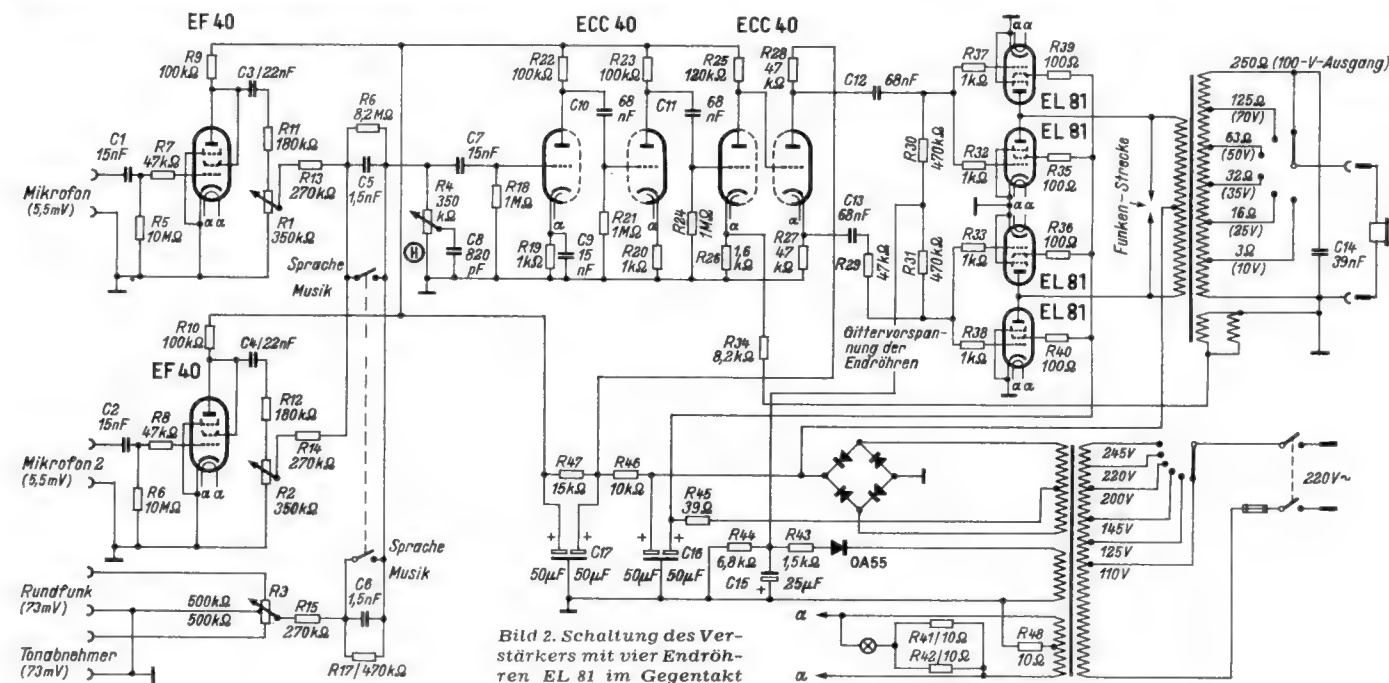 EF 40
R9
100kΩ
C3/22nF
C1
15nF
R7
47kΩ
R11
180kΩ
Mikrofon
(5,5mV)
R5
10MΩ
a a
R1
350kΩ
R13
270kΩ
R6
8,2MΩ
C5
1,5nF
Sprache
Musik
R4
350
kΩ
H
C8
820
pF
C7
15nF
R18
1MΩ
ECC 40
R22
100kΩ
C10
68
nF
R23
100kΩ
C11
68
nF
a
R19
1kΩ
C9
15
nF
R21
1MΩ
R20
1kΩ
ECC 40
R25
120kΩ
R28
47
kΩ
R24
1MΩ
a
R26
1,6
kΩ
R27
47
kΩ
C12
68nF
C13
68nF
R29
47kΩ
R30
470kΩ
R31
470kΩ
R37
1kΩ
R32
1kΩ
R33
1kΩ
R38
1kΩ
a a
R39
100Ω
EL 81
EL 81
R35
100Ω
a a
a a
R36
100Ω
EL 81
EL 81
R40
100Ω
a a
Gittervorspan-
nung der
Endröhren
Funken-Strecke
250Ω (100-V-Ausgang)
125Ω
(70V)
63Ω
(50V)
32Ω
(35V)
16Ω
(25V)
3Ω
(10V)
C14
39nF
R10
100kΩ
C4/22nF
EF 40
C2
15nF
R8
47kΩ
R12
180kΩ
Mikrofon 2
(5,5mV)
R6
10MΩ
a a
R2
350kΩ
R14
270kΩ
R34
8,2kΩ
R47
15kΩ
R46
10kΩ
R45
39Ω
C17
50µF
50µF
C16
50µF
50µF
R44
6,8kΩ
R43
1,5kΩ
OA55
C15
25µF
245V
220V
200V
145V
125V
110V
220V~
Sprache
Musik
Rundfunk
(73mV)
R3
500kΩ
500kΩ
R15
270kΩ
C6
1,5nF
R17/470kΩ
Tonabnehmer
(73mV)
a
R41/10Ω
R42/10Ω
a
R48
10Ω
Bild 2. Schaltung des Ver-
stärkers mit vier Endröh-
ren EL 81 im Gegentakt